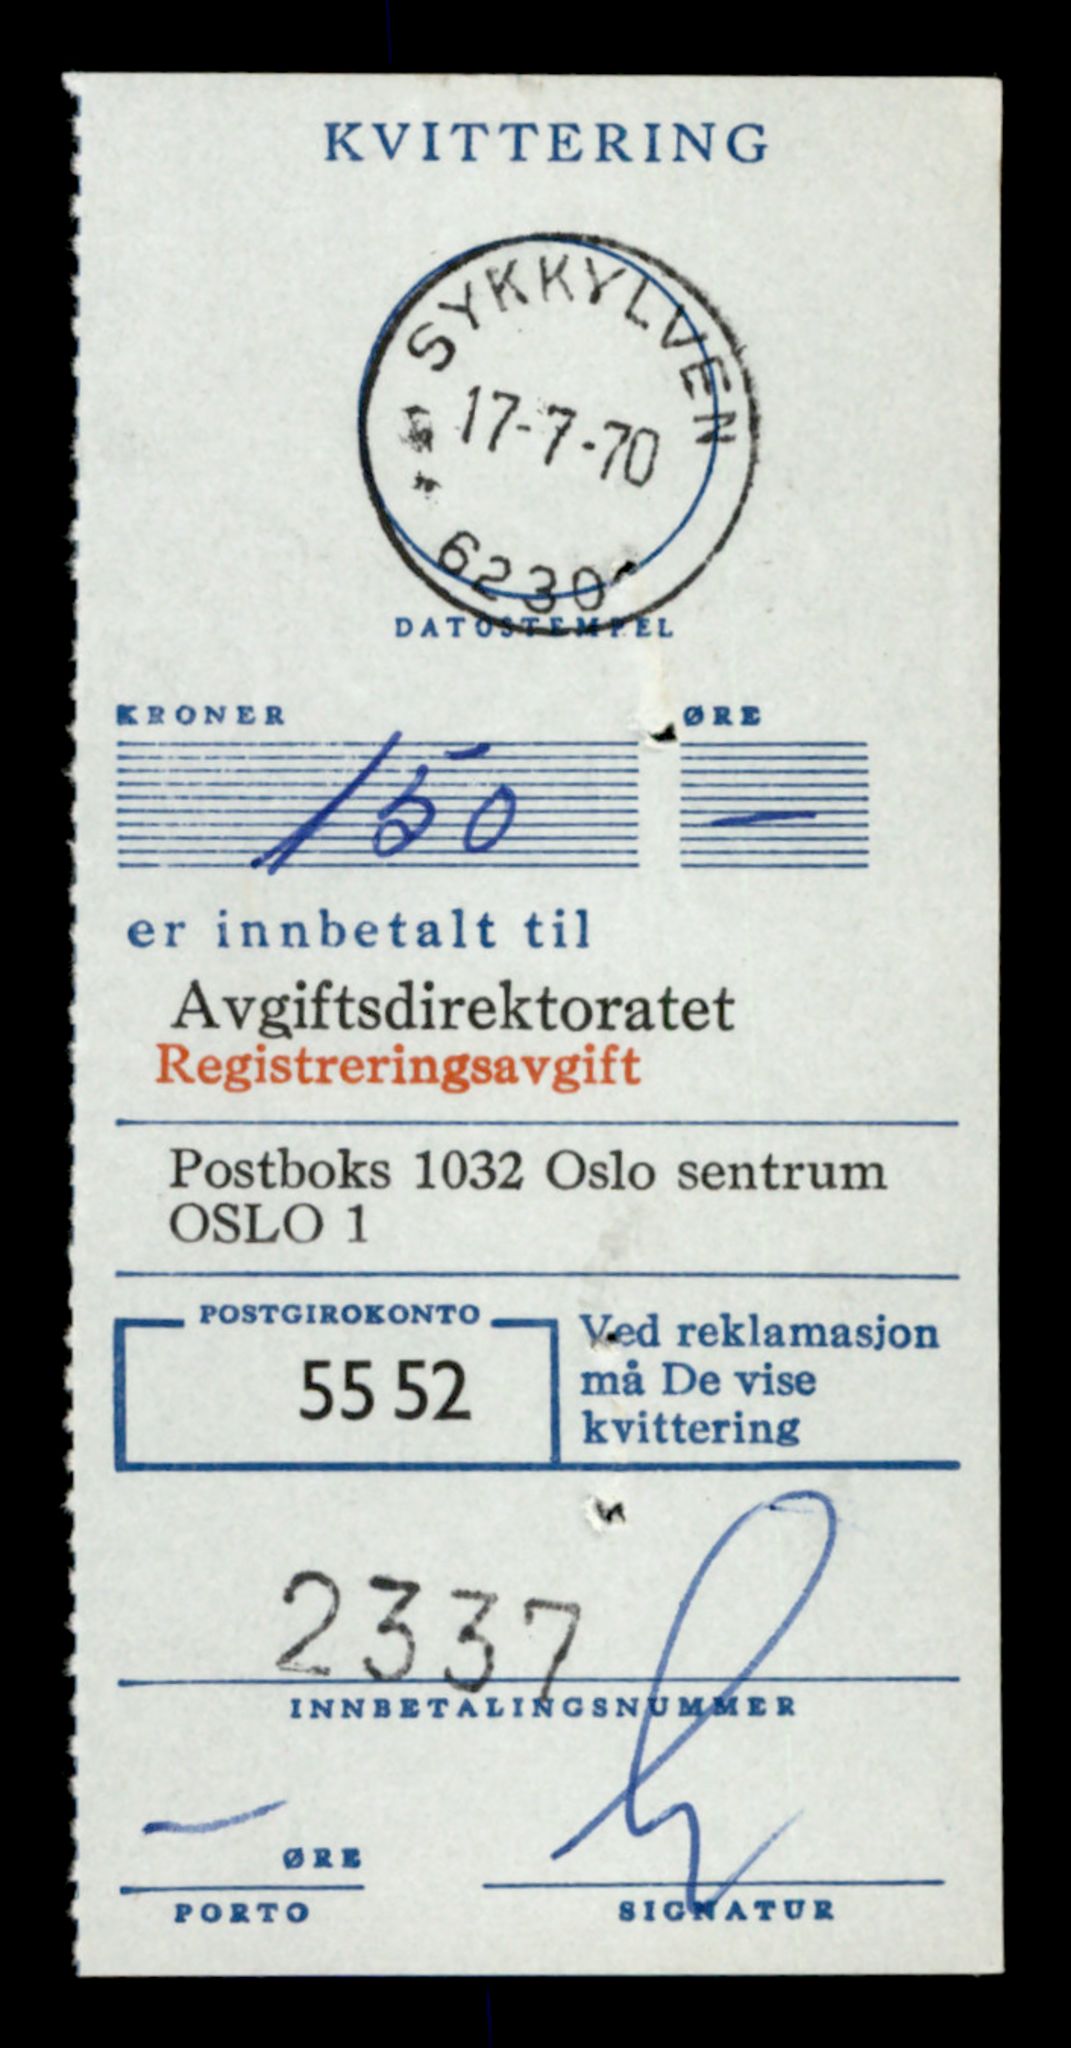 KVITTERING
SYKKYLVEN
17-7-70
6230
DATOSTEMPEL
KRONER ØRE
150 —
er innbetalt til
Avgiftsdirektoratet
Registreringsavgift
Postboks 1032 Oslo sentrum
OSLO 1
POSTGIROKONTO
55 52
Ved reklamasjon
må De vise
kvittering
2337
INNBETALINGSNUMMER
— ØRE
PORTO SIGNATUR